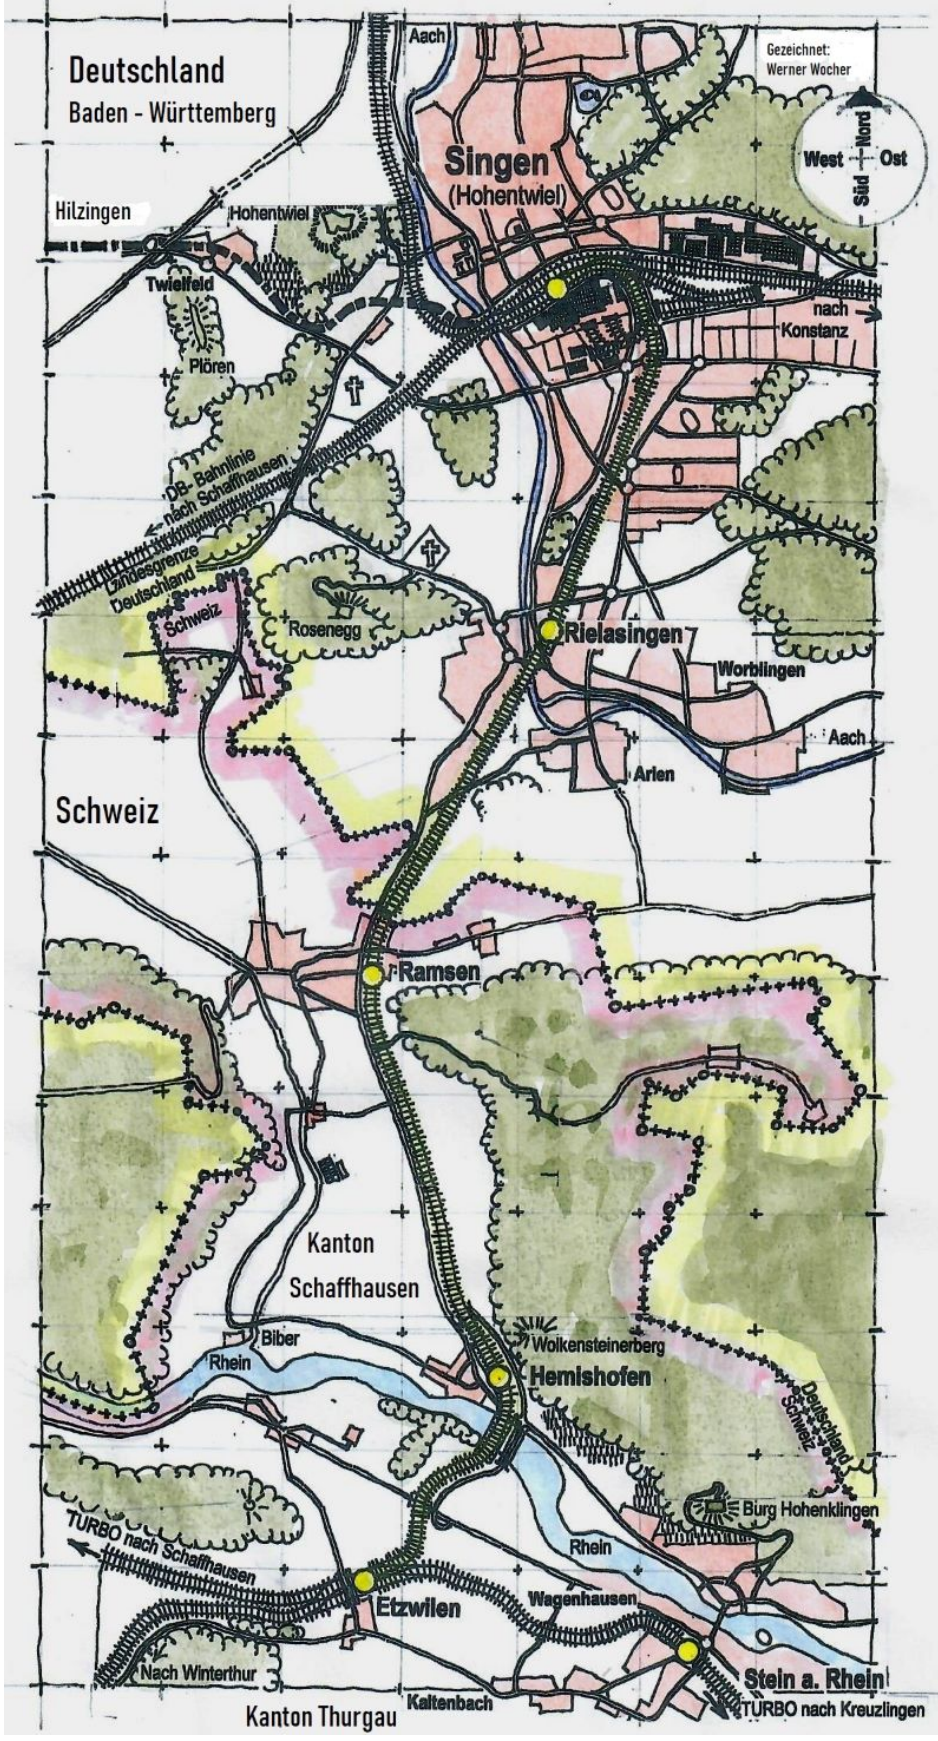 Aach
Gezeichnet:
Werner Wocher
Deutschland
Baden - Württemberg
Nord
West
Ost
Süd
Singen
(Hohentwiel)
Hilzingen
Hohentwiel
Twielfeld
nach
Konstanz
Plören
DB- Bahnlinie
nach Schaffhausen
Landesgrenze
Deutschland
Schweiz
Rosenegg
Rielasingen
Worblingen
Aach
Arlen
Schweiz
Ramsen
Kanton
Schaffhausen
Biber
Wolkensteinerberg
Rhein
Hemishofen
Deutschland
Schweiz
Burg Hohenklingen
TURBO nach Schaffhausen
Rhein
Wagenhausen
Etzwilen
Nach Winterthur
Stein a. Rhein
Kaltenbach
TURBO nach Kreuzlingen
Kanton Thurgau